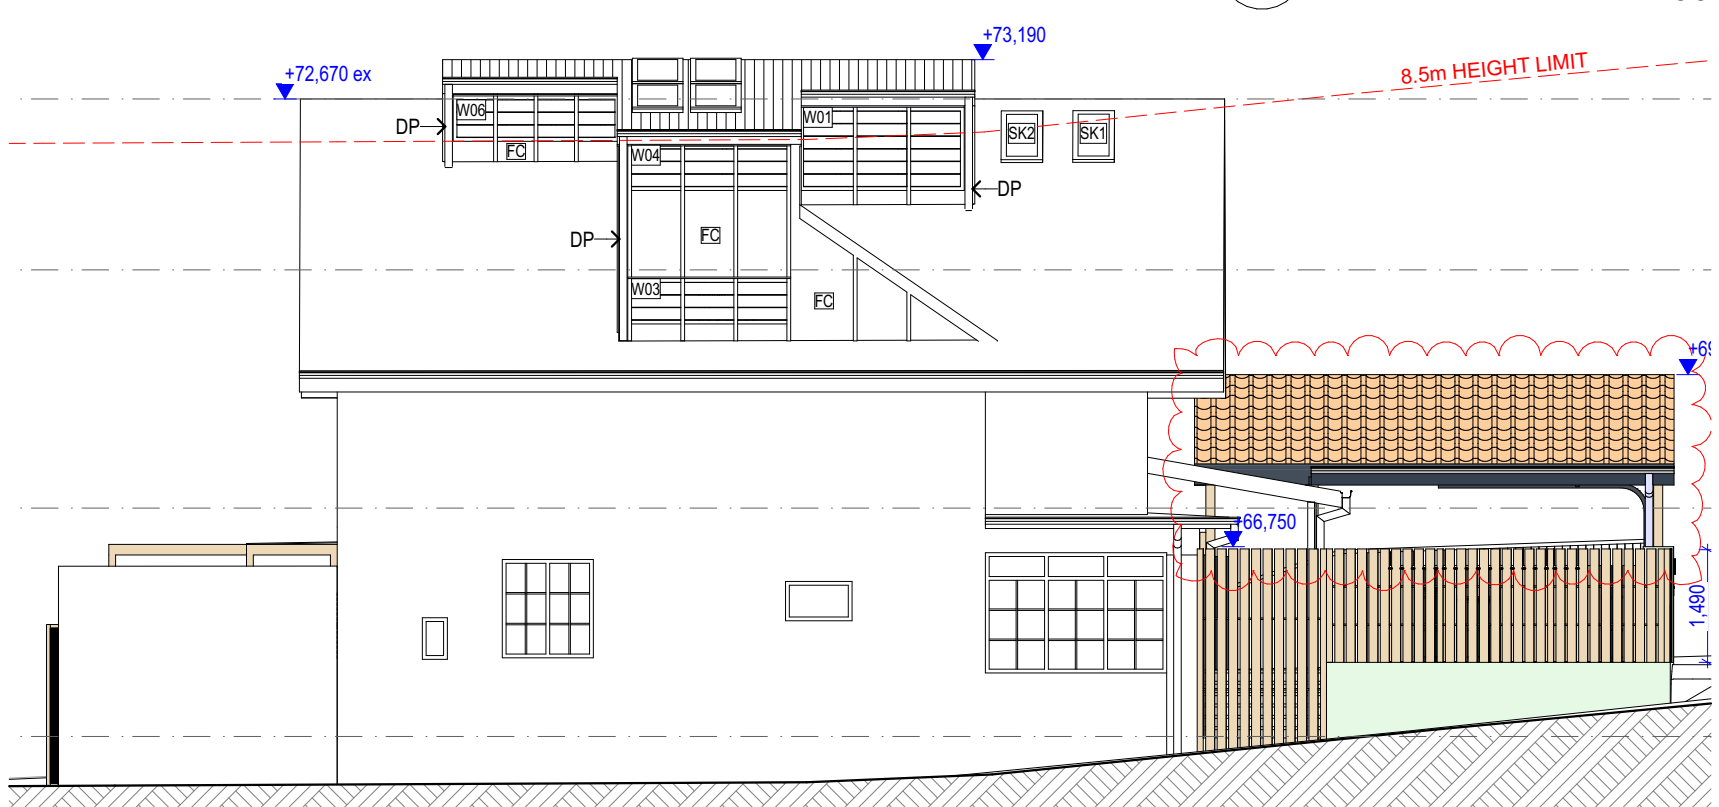 +73,190
+72,670 ex
8.5m HEIGHT LIMIT
W06
W01
DP
SK2
SK1
FC
W04
DP
FC
DP
W03
FC
+66,750
1,490